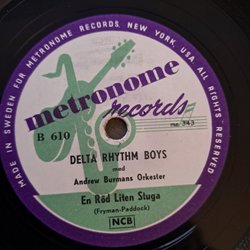 MADE IN SWEDEN FOR METRONOME RECORDS, NEW YORK, USA ALL RIGHTS RESERVED
metronome
records
B 610
DELTA RHYTHM BOYS
med
Andrew Burmans Orkester
En Röd Liten Stuga
(Fryman-Paddock)
NCB